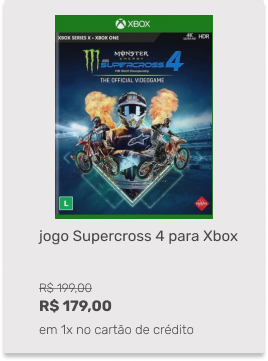 XBOX
XBOX SERIES X • XBOX ONE
4K HDR
MONSTER
ENERGY
SUPERCROSS 4
THE OFFICIAL VIDEOGAME
L
jogo Supercross 4 para Xbox
R$ 199,00
R$ 179,00
em 1x no cartão de crédito